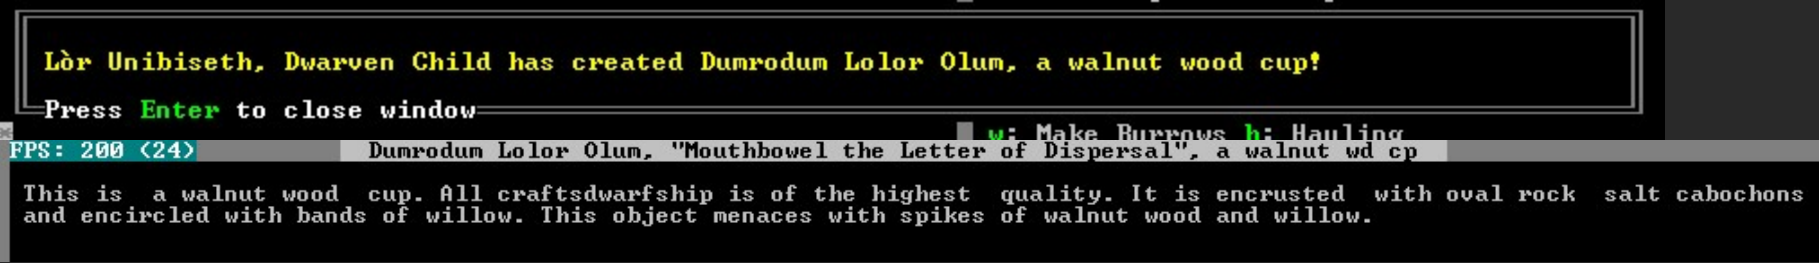 Lòr Unibiseth, Dwarven Child has created Dumrodum Lolor Olum, a walnut wood cup!
Press Enter to close window
w: Make Burrows h: Hauling
FPS: 200 (24) Dumrodum Lolor Olum, "Mouthbowel the Letter of Dispersal", a walnut wd cp
This is a walnut wood cup. All craftsdwarfship is of the highest quality. It is encrusted with oval rock salt cabochons
and encircled with bands of willow. This object menaces with spikes of walnut wood and willow.